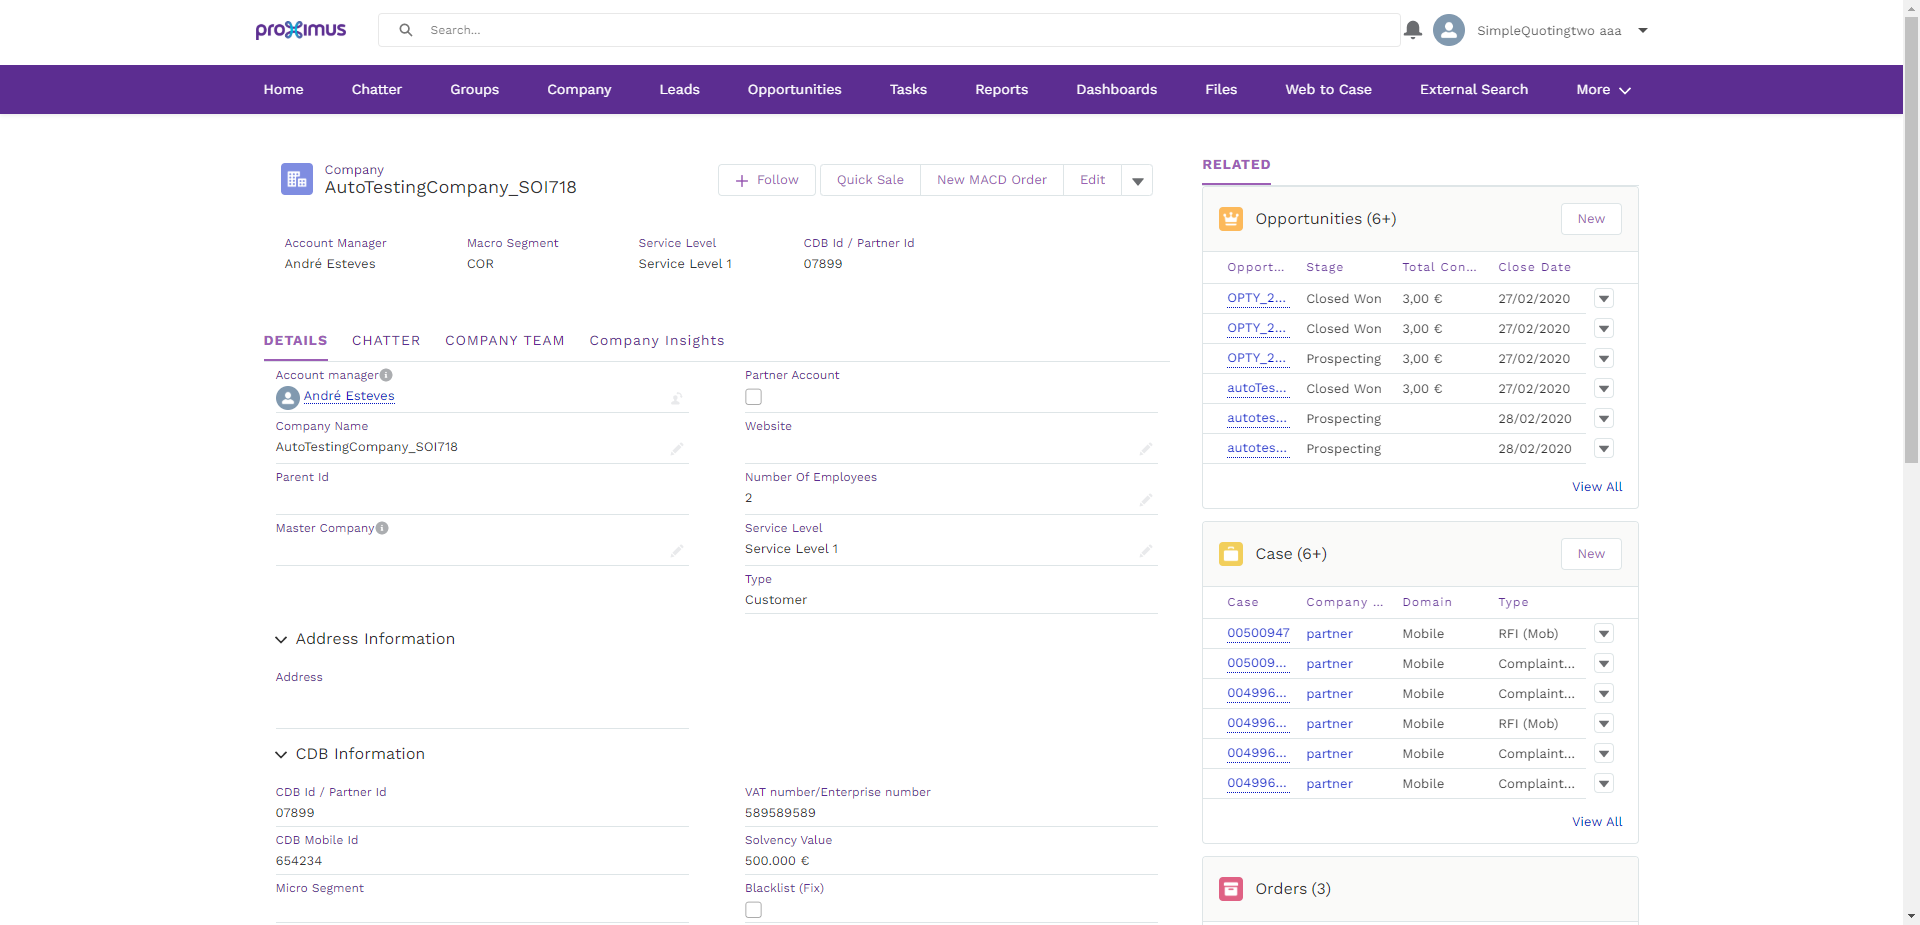 proximus
Search...
SimpleQuotingtwo aaa
Home Chatter Groups Company Leads Opportunities Tasks Reports Dashboards Files Web to Case External Search More
Company
AutoTestingCompany_SOI718
Follow Quick Sale New MACD Order Edit
Account Manager Macro Segment Service Level CDB Id / Partner Id
André Esteves COR Service Level 1 07899
DETAILS CHATTER COMPANY TEAM Company Insights
Account manager
André Esteves
Partner Account
Company Name
AutoTestingCompany_SOI718
Website
Parent Id
Number Of Employees
2
Master Company
Service Level
Service Level 1
Type
Customer
Address Information
Address
CDB Information
CDB Id / Partner Id
07899
VAT number/Enterprise number
589589589
CDB Mobile Id
654234
Solvency Value
500.000 €
Micro Segment
Blacklist (Fix)
RELATED
Opportunities (6+) New
Opport... Stage Total Con... Close Date
OPTY_2... Closed Won 3,00 € 27/02/2020
OPTY_2... Closed Won 3,00 € 27/02/2020
OPTY_2... Prospecting 3,00 € 27/02/2020
autoTes... Closed Won 3,00 € 27/02/2020
autotes... Prospecting 28/02/2020
autotes... Prospecting 28/02/2020
View All
Case (6+) New
Case Company ... Domain Type
00500947 partner Mobile RFI (Mob)
005009... partner Mobile Complaint...
004996... partner Mobile Complaint...
004996... partner Mobile RFI (Mob)
004996... partner Mobile Complaint...
004996... partner Mobile Complaint...
View All
Orders (3)